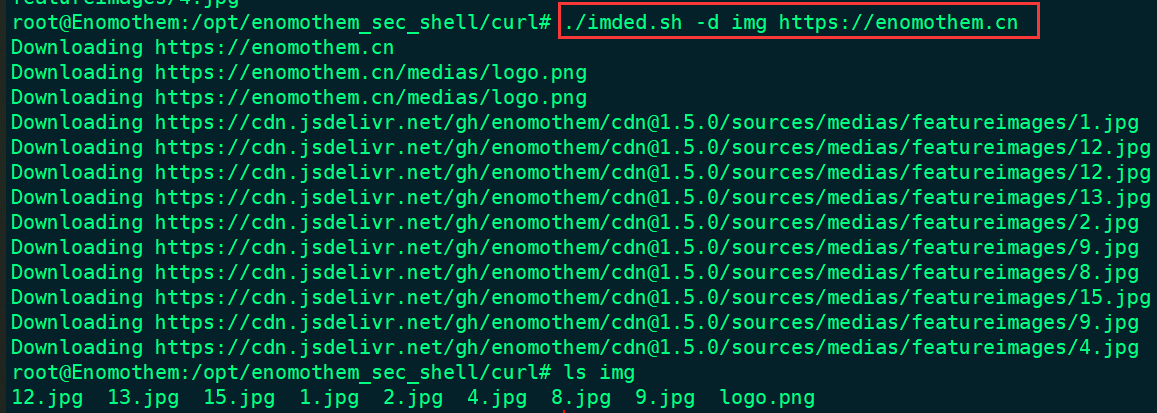 root@Enomothem:/opt/enomothem_sec_shell/curl# ./imded.sh -d img https://enomothem.cn
Downloading https://enomothem.cn
Downloading https://enomothem.cn/medias/logo.png
Downloading https://enomothem.cn/medias/logo.png
Downloading https://cdn.jsdelivr.net/gh/enomothem/cdn@1.5.0/sources/medias/featureimages/1.jpg
Downloading https://cdn.jsdelivr.net/gh/enomothem/cdn@1.5.0/sources/medias/featureimages/12.jpg
Downloading https://cdn.jsdelivr.net/gh/enomothem/cdn@1.5.0/sources/medias/featureimages/12.jpg
Downloading https://cdn.jsdelivr.net/gh/enomothem/cdn@1.5.0/sources/medias/featureimages/13.jpg
Downloading https://cdn.jsdelivr.net/gh/enomothem/cdn@1.5.0/sources/medias/featureimages/2.jpg
Downloading https://cdn.jsdelivr.net/gh/enomothem/cdn@1.5.0/sources/medias/featureimages/9.jpg
Downloading https://cdn.jsdelivr.net/gh/enomothem/cdn@1.5.0/sources/medias/featureimages/8.jpg
Downloading https://cdn.jsdelivr.net/gh/enomothem/cdn@1.5.0/sources/medias/featureimages/15.jpg
Downloading https://cdn.jsdelivr.net/gh/enomothem/cdn@1.5.0/sources/medias/featureimages/9.jpg
Downloading https://cdn.jsdelivr.net/gh/enomothem/cdn@1.5.0/sources/medias/featureimages/4.jpg
root@Enomothem:/opt/enomothem_sec_shell/curl# ls img
12.jpg  13.jpg  15.jpg  1.jpg  2.jpg  4.jpg  8.jpg  9.jpg  logo.png